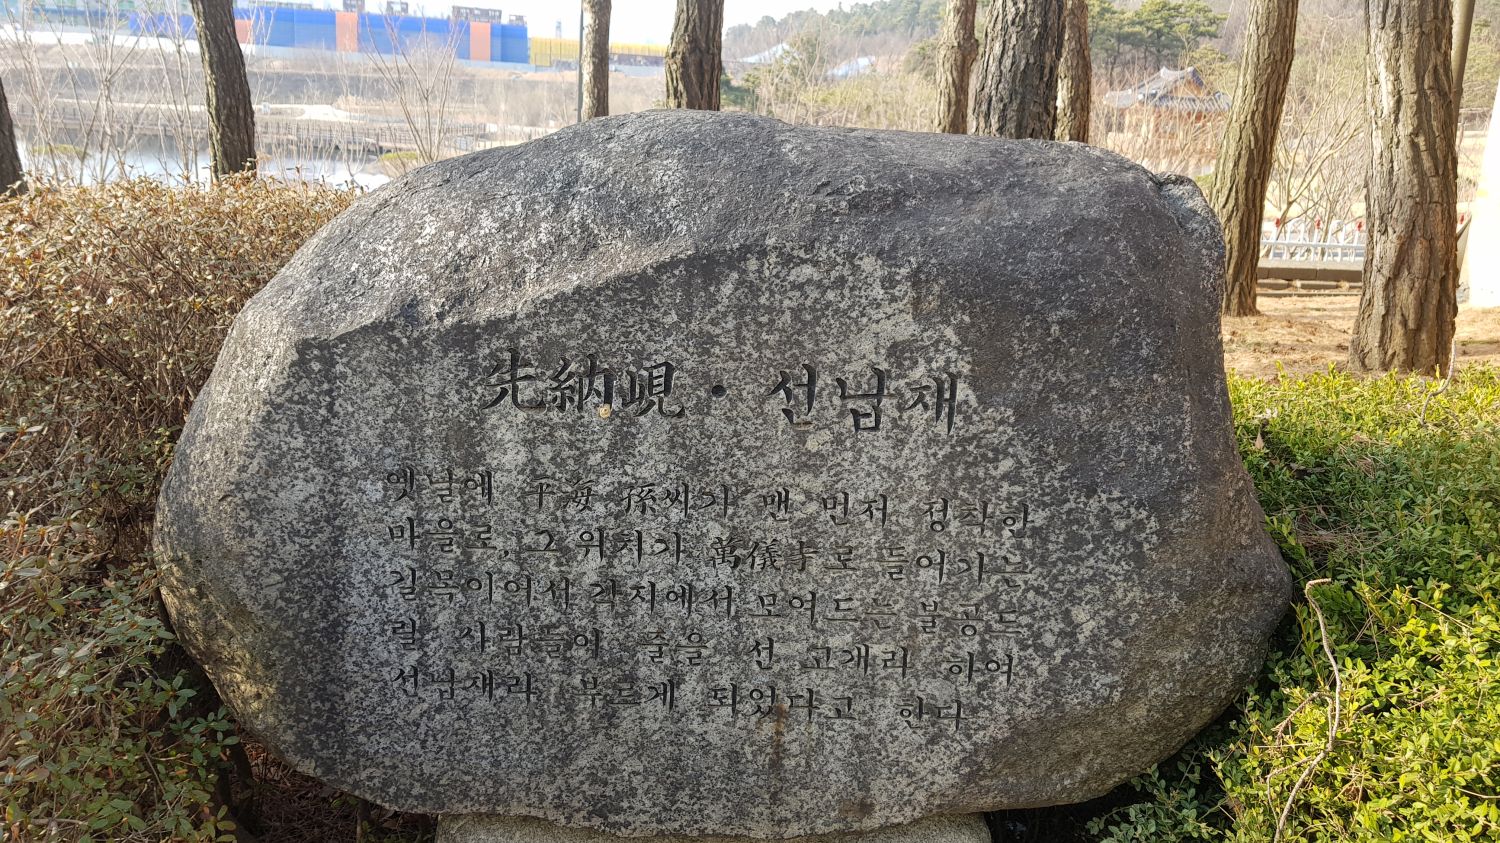 先納峴 · 선납재
옛날에 平海 孫씨가 맨 먼저 정착한
마을로, 그 위치가 萬儀寺로 들어가는
길목이어서 각지에서 모여드는 불공드
릴 사람들이 줄을 선 고개라 하여
선납재라 부르게 되었다고 한다